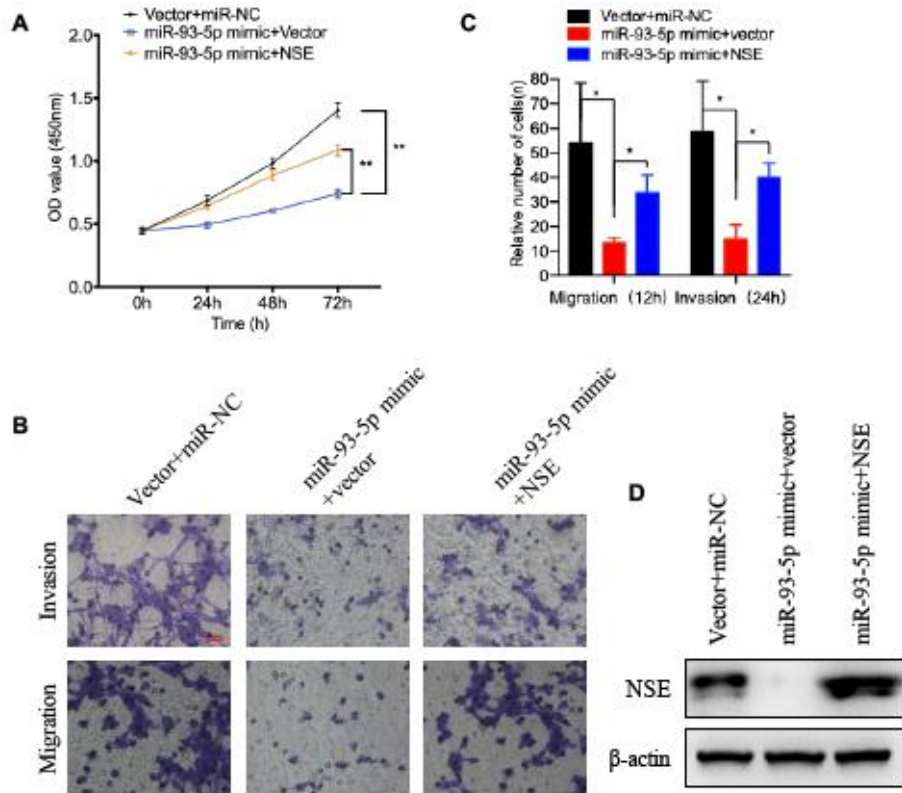 A
Vector+miR-NC
miR-93-5p mimic+Vector
miR-93-5p mimic+NSE
2.0
1.5
1.0
0.5
0.0
OD value (450nm)
**
**
0h
24h
48h
72h
Time (h)
C
Vector+miR-NC
miR-93-5p mimic+vector
miR-93-5p mimic+NSE
80
70
60
50
40
30
20
10
0
Relative number of cells(n)
*
*
*
*
Migration (12h)
Invasion (24h)
B
Vector+miR-NC
miR-93-5p mimic
+vector
miR-93-5p mimic
+NSE
Invasion
Migration
D
Vector+miR-NC
miR-93-5p mimic+vector
miR-93-5p mimic+NSE
NSE
β-actin